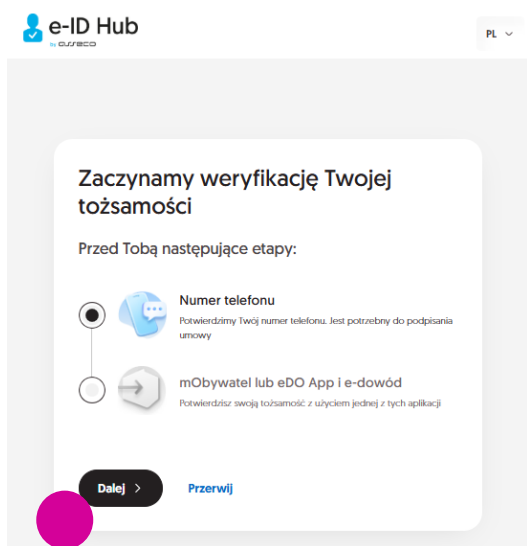 e-ID Hub
by asseco
PL
Zaczynamy weryfikację Twojej
tożsamości
Przed Tobą następujące etapy:
Numer telefonu
Potwierdzimy Twój numer telefonu. Jest potrzebny do podpisania
umowy
mObywatel lub eDO App i e-dowód
Potwierdzisz swoją tożsamość z użyciem jednej z tych aplikacji
Dalej
Przerwij